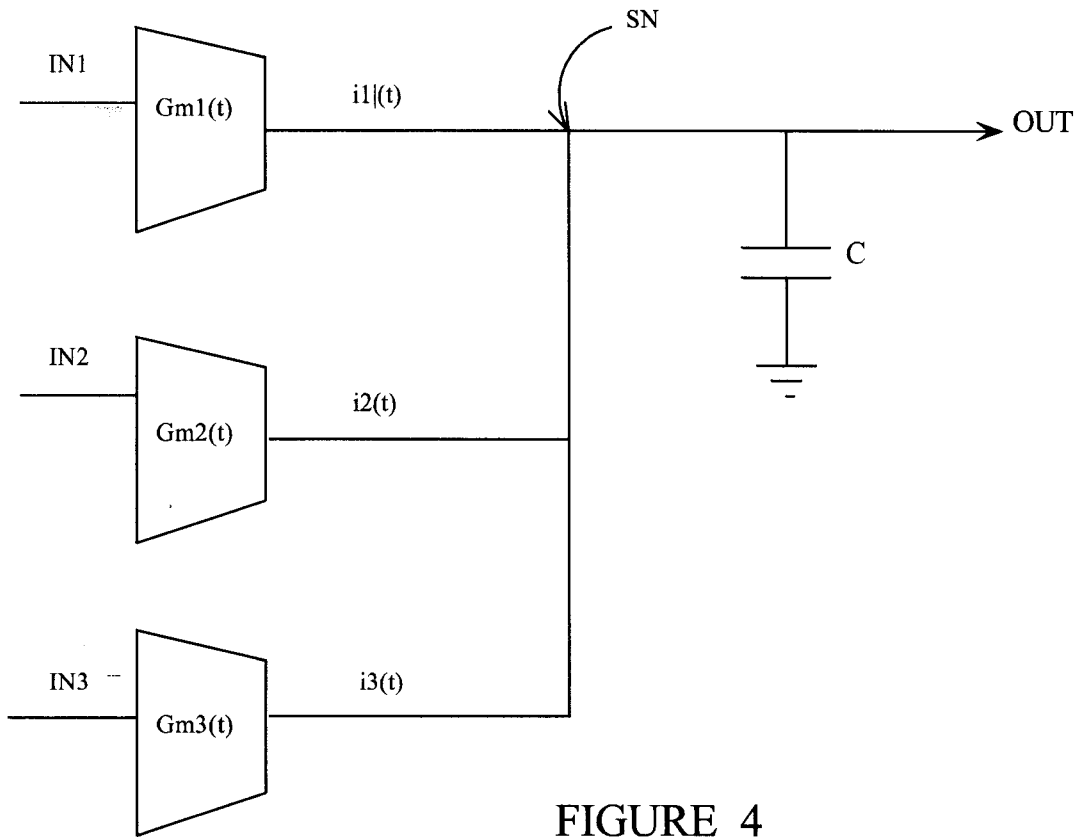 SN
IN1
Gm1(t)
i1|(t)
OUT
C
IN2
Gm2(t)
i2(t)
IN3
Gm3(t)
i3(t)
FIGURE 4